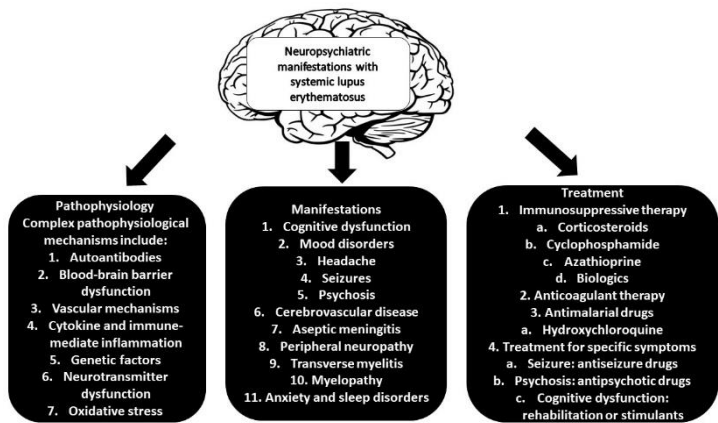 Neuropsychiatric
manifestations with
systemic lupus
erythematosus
Pathophysiology
Complex pathophysiological
mechanisms include:
1. Autoantibodies
2. Blood-brain barrier
dysfunction
3. Vascular mechanisms
4. Cytokine and immune-
mediate inflammation
5. Genetic factors
6. Neurotransmitter
dysfunction
7. Oxidative stress
Manifestations
1. Cognitive dysfunction
2. Mood disorders
3. Headache
4. Seizures
5. Psychosis
6. Cerebrovascular disease
7. Aseptic meningitis
8. Peripheral neuropathy
9. Transverse myelitis
10. Myelopathy
11. Anxiety and sleep disorders
Treatment
1. Immunosuppressive therapy
a. Corticosteroids
b. Cyclophosphamide
c. Azathioprine
d. Biologics
2. Anticoagulant therapy
3. Antimalarial drugs
a. Hydroxychloroquine
4. Treatment for specific symptoms
a. Seizure: antiseizure drugs
b. Psychosis: antipsychotic drugs
c. Cognitive dysfunction:
rehabilitation or stimulants